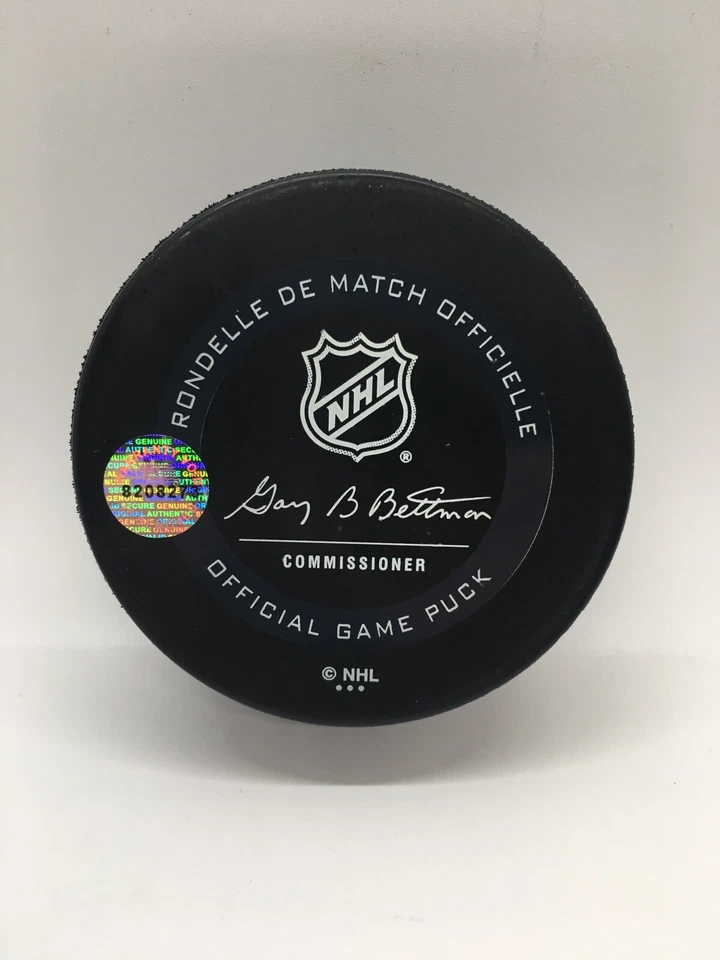 RONDELLE DE MATCH OFFICIELLE
NHL
®
Gary B Bettman
COMMISSIONER
OFFICIAL GAME PUCK
© NHL